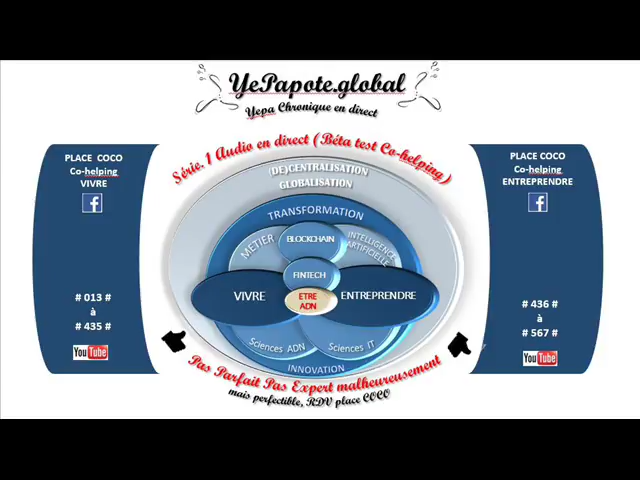 YePapote.global
Yepa Chronique en direct
Série. 1 Audio en direct (Béta test Co-helping)
PLACE COCO
Co-helping
VIVRE
f
# 013 #
à
# 435 #
YouTube
(DE)CENTRALISATION
GLOBALISATION
TRANSFORMATION
METIER
BLOCKCHAIN
INTELLIGENCE
ARTIFICIELLE
FINTECH
VIVRE
ETRE
ADN
ENTREPRENDRE
Sciences ADN
Sciences IT
INNOVATION
PLACE COCO
Co-helping
ENTREPRENDRE
f
# 436 #
à
# 567 #
YouTube
Pas Parfait Pas Expert malheureusement
mais perfectible, RDV place COCO